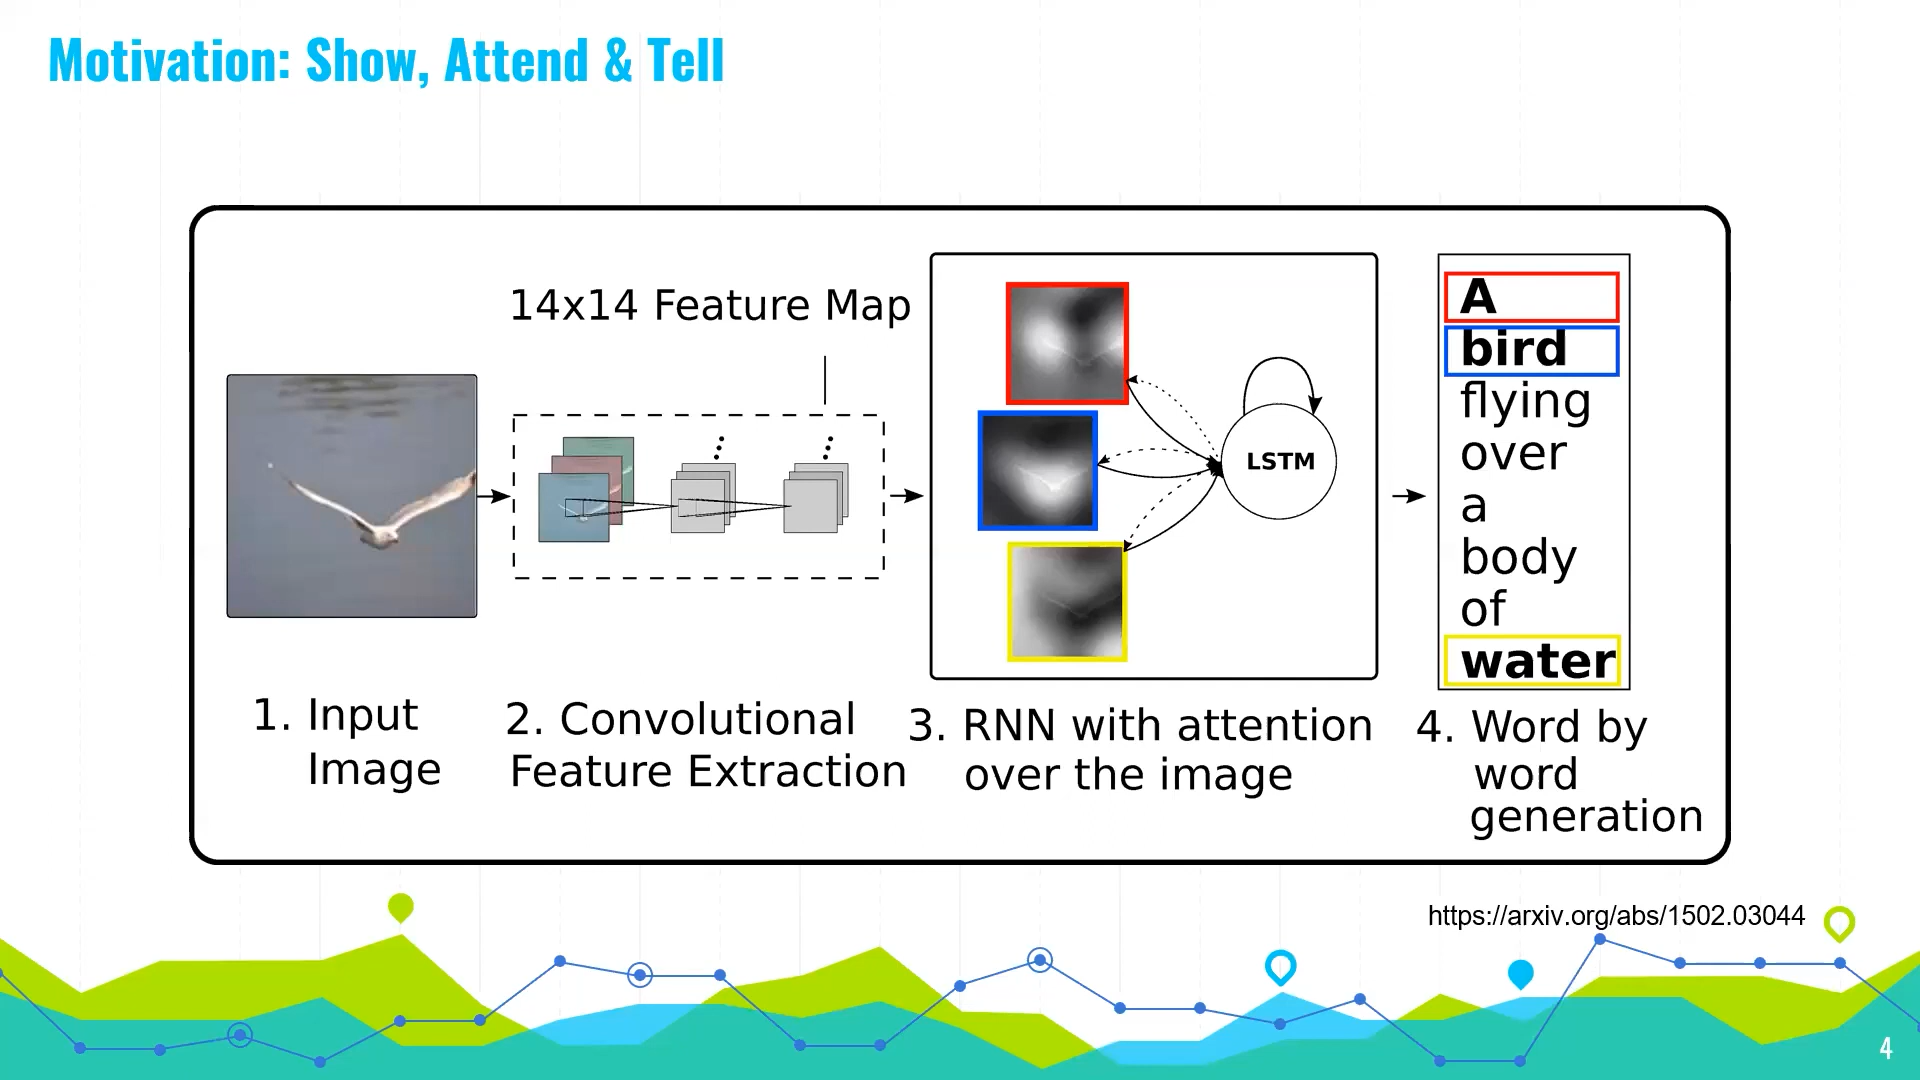 Motivation: Show, Attend & Tell
14x14 Feature Map
LSTM
A
bird
flying
over
a
body
of
water
1. Input
Image
2. Convolutional
Feature Extraction
3. RNN with attention
over the image
4. Word by
word
generation
https://arxiv.org/abs/1502.03044
4